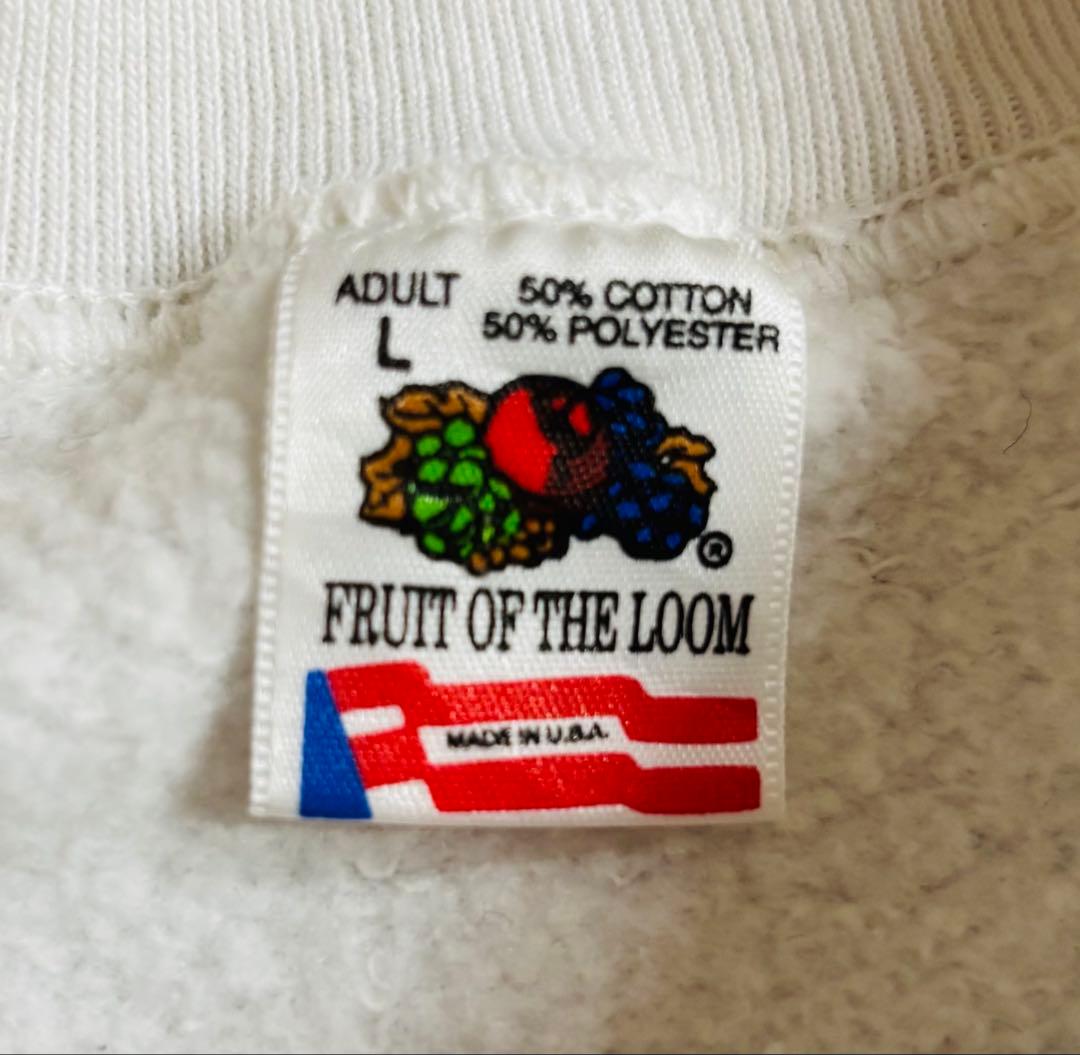 ADULT
L
50% COTTON
50% POLYESTER
®
FRUIT OF THE LOOM
MADE IN U.S.A.